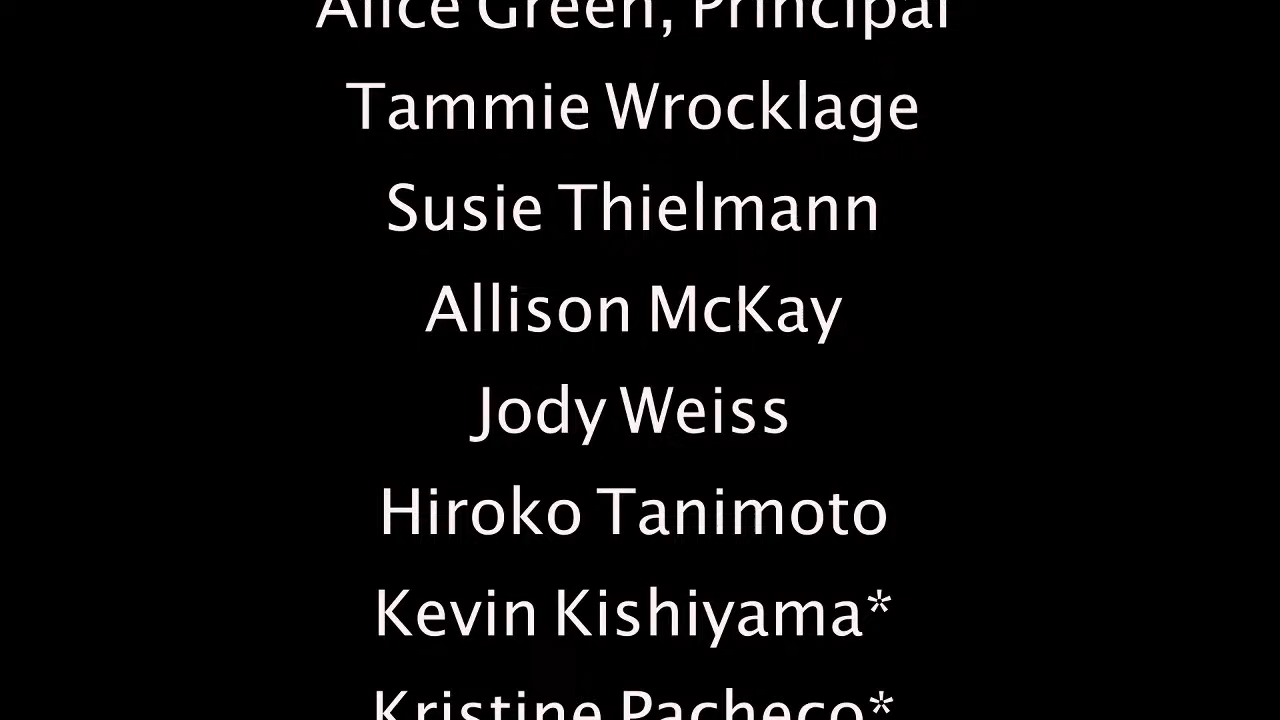 Alice Green, Principal
Tammie Wrocklage
Susie Thielmann
Allison McKay
Jody Weiss
Hiroko Tanimoto
Kevin Kishiyama*
Kristine Pacheco*